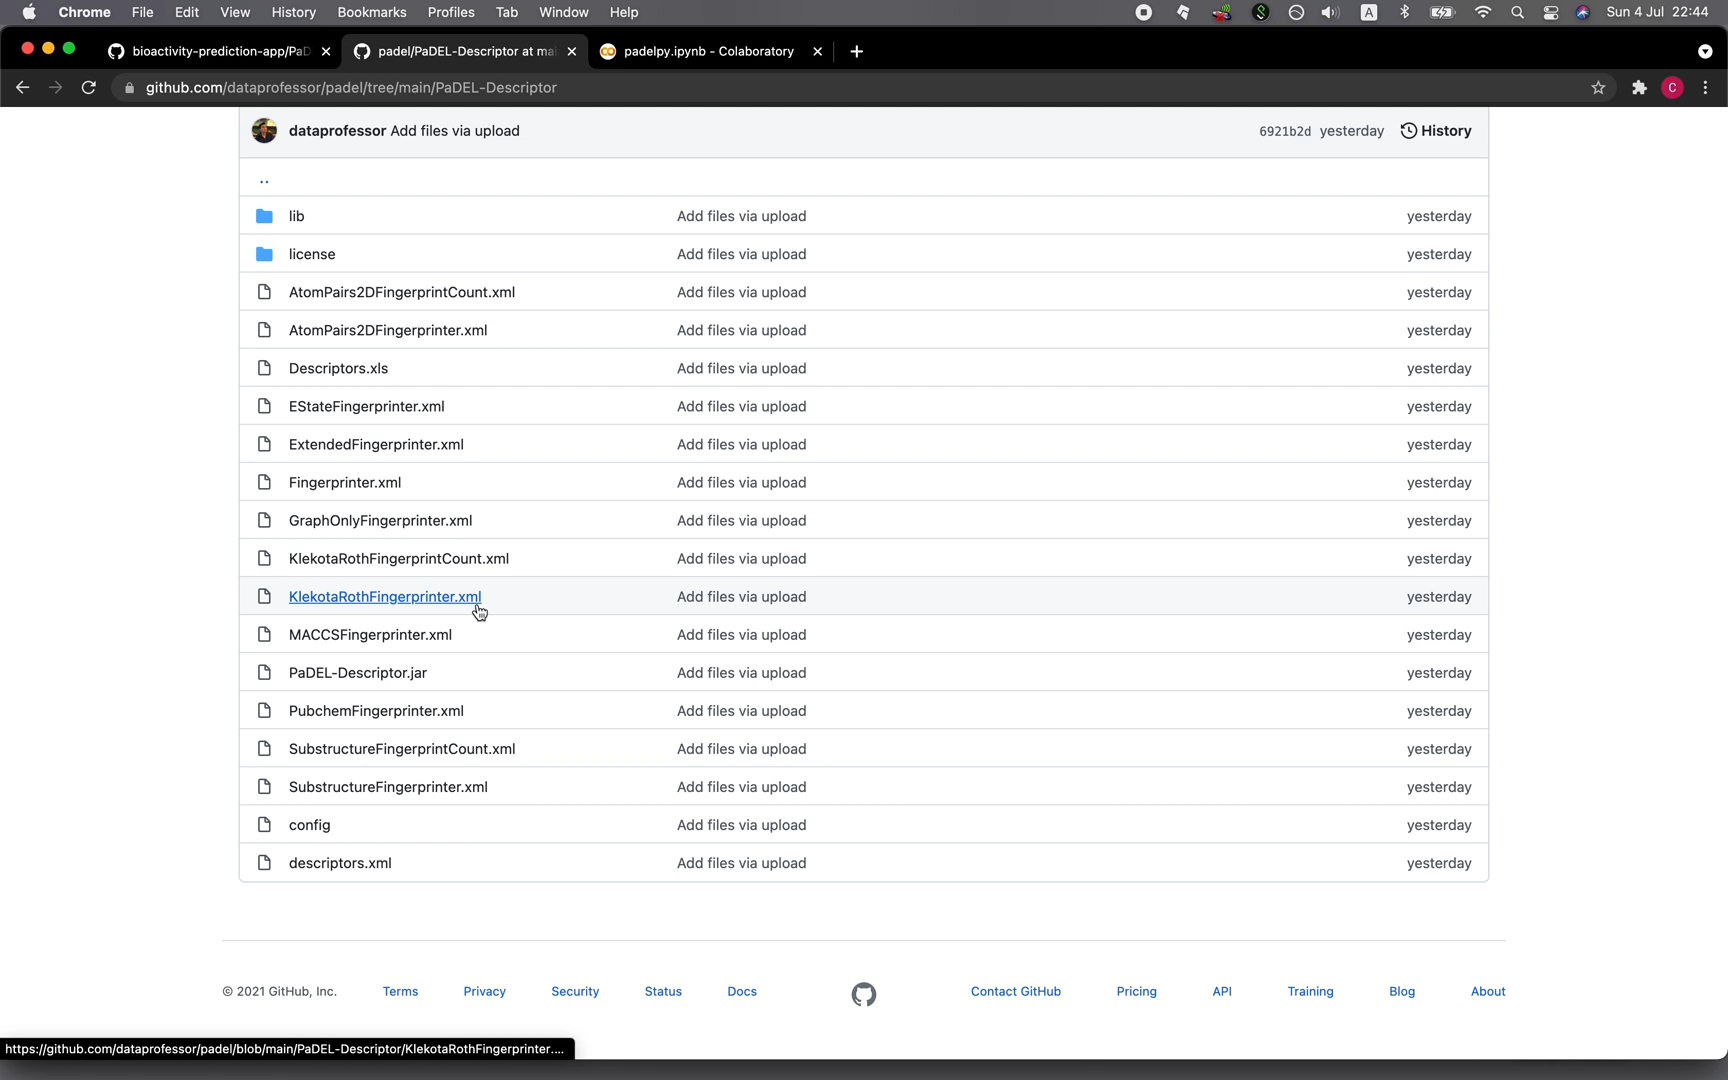 Chrome File Edit View History Bookmarks Profiles Tab Window Help A Sun 4 Jul 22:44
bioactivity-prediction-app/PaD padel/PaDEL-Descriptor at mai padelpy.ipynb - Colaboratory
github.com/dataprofessor/padel/tree/main/PaDEL-Descriptor C
dataprofessor Add files via upload 6921b2d yesterday History
..
lib Add files via upload yesterday
license Add files via upload yesterday
AtomPairs2DFingerprintCount.xml Add files via upload yesterday
AtomPairs2DFingerprinter.xml Add files via upload yesterday
Descriptors.xls Add files via upload yesterday
EStateFingerprinter.xml Add files via upload yesterday
ExtendedFingerprinter.xml Add files via upload yesterday
Fingerprinter.xml Add files via upload yesterday
GraphOnlyFingerprinter.xml Add files via upload yesterday
KlekotaRothFingerprintCount.xml Add files via upload yesterday
KlekotaRothFingerprinter.xml Add files via upload yesterday
MACCSFingerprinter.xml Add files via upload yesterday
PaDEL-Descriptor.jar Add files via upload yesterday
PubchemFingerprinter.xml Add files via upload yesterday
SubstructureFingerprintCount.xml Add files via upload yesterday
SubstructureFingerprinter.xml Add files via upload yesterday
config Add files via upload yesterday
descriptors.xml Add files via upload yesterday
© 2021 GitHub, Inc. Terms Privacy Security Status Docs Contact GitHub Pricing API Training Blog About
https://github.com/dataprofessor/padel/blob/main/PaDEL-Descriptor/KlekotaRothFingerprinter....